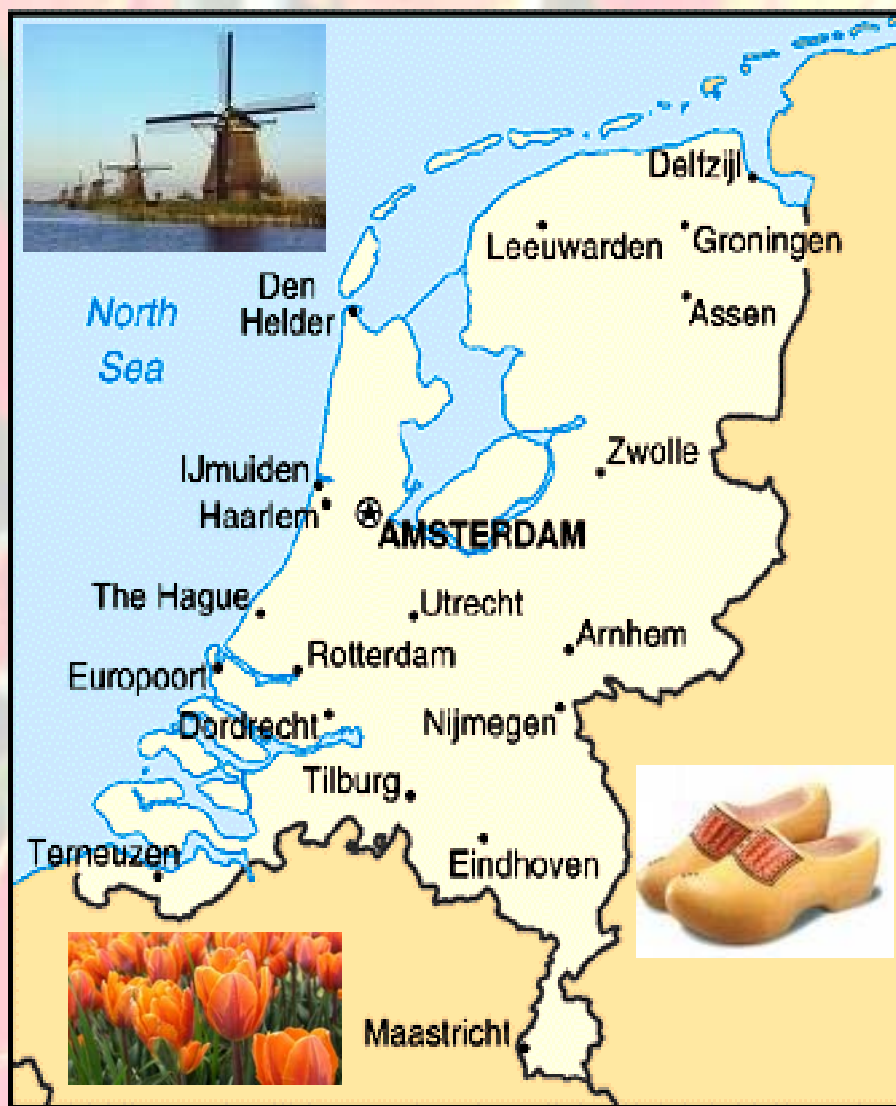 Delfzijl
Leeuwarden
Groningen
Den
Helder
Assen
North
Sea
Zwolle
IJmuiden
Haarlem
AMSTERDAM
The Hague
Utrecht
Arnhem
Rotterdam
Europoort
Nijmegen
Dordrecht
Tilburg
Terneuzen
Eindhoven
Maastricht